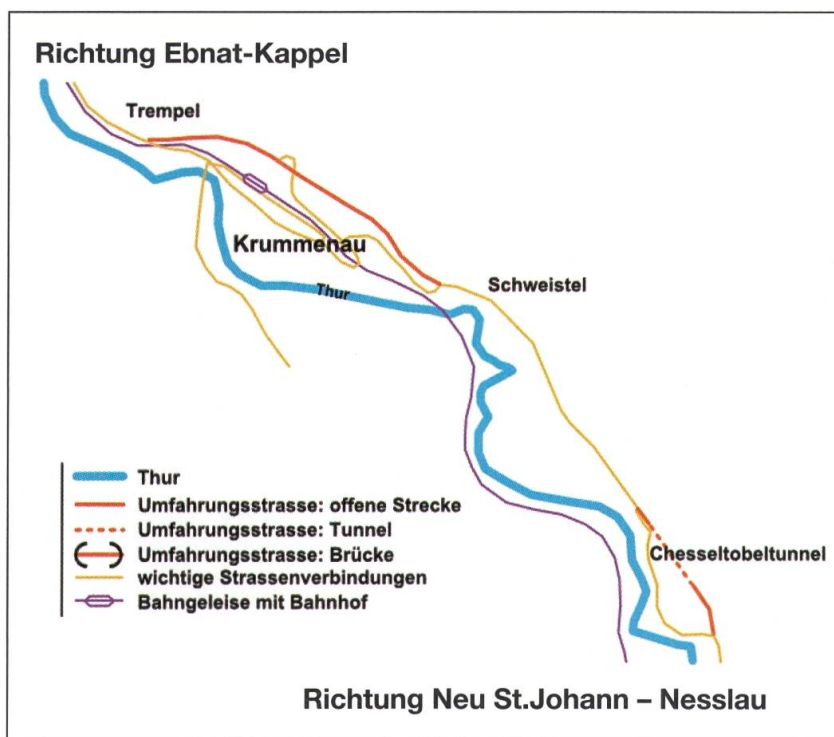 Richtung Ebnat-Kappel
Trempel
Krummenau
Thur
Schweistel
Thur
Umfahrungsstrasse: offene Strecke
Umfahrungsstrasse: Tunnel
Umfahrungsstrasse: Brücke
wichtige Strassenverbindungen
Bahngeleise mit Bahnhof
Chesseltobeltunnel
Richtung Neu St.Johann – Nesslau